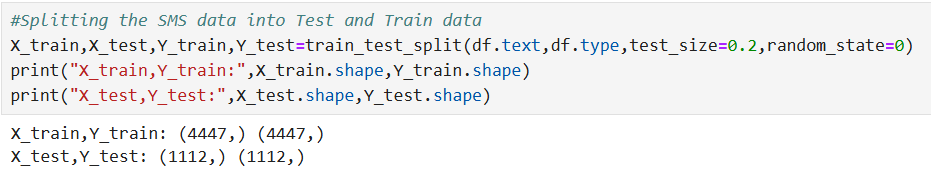 #Splitting the SMS data into Test and Train data
X_train,X_test,Y_train,Y_test=train_test_split(df.text,df.type,test_size=0.2,random_state=0)
print("X_train,Y_train:",X_train.shape,Y_train.shape)
print("X_test,Y_test:",X_test.shape,Y_test.shape)
X_train,Y_train: (4447,) (4447,)
X_test,Y_test: (1112,) (1112,)